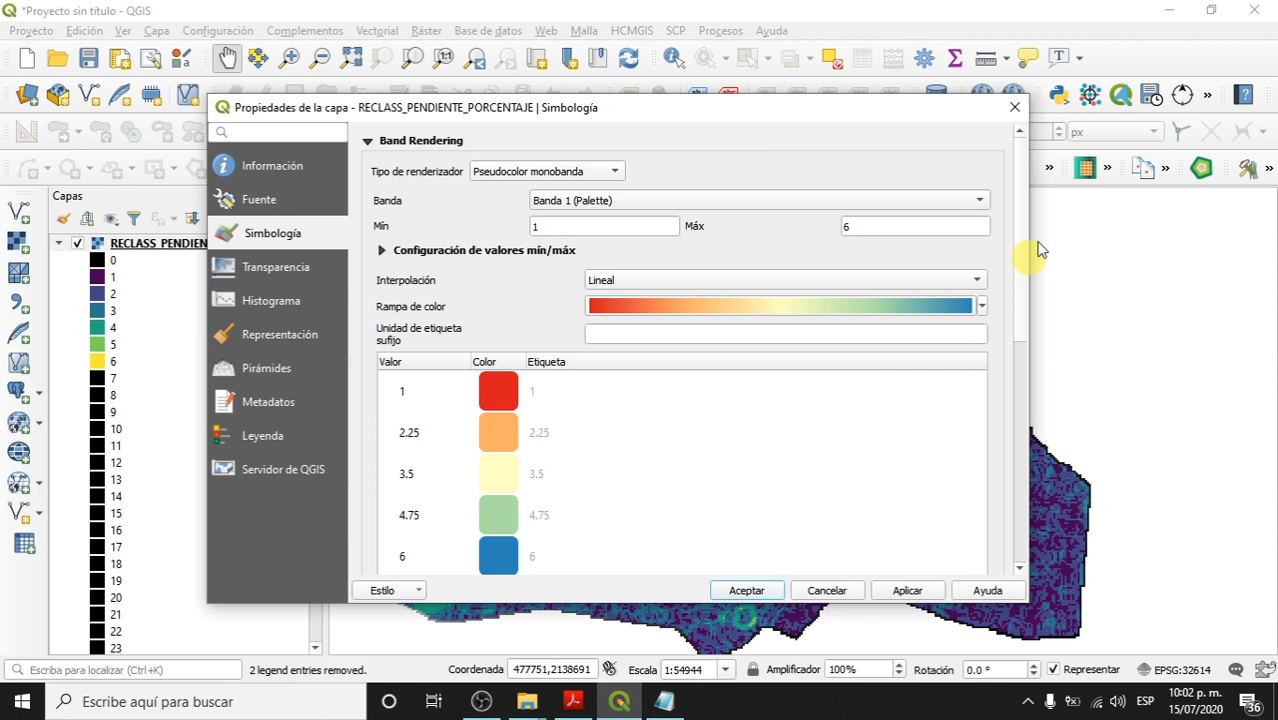 *Proyecto sin título - QGIS
Proyecto Edición Ver Capa Configuración Complementos Vectorial Ráster Base de datos Web Malla HCMGIS SCP Procesos Ayuda
px
Capas
RECLASS_PENDIEN
0
1
2
3
4
5
6
7
8
9
10
11
12
13
14
15
16
17
18
19
20
21
22
23
Propiedades de la capa - RECLASS_PENDIENTE_PORCENTAJE | Simbología
Información
Fuente
Simbología
Transparencia
Histograma
Representación
Pirámides
Metadatos
Leyenda
Servidor de QGIS
Band Rendering
Tipo de renderizador Pseudocolor monobanda
Banda Banda 1 (Palette)
Mín 1 Máx 6
Configuración de valores mín/máx
Interpolación Lineal
Rampa de color
Unidad de etiqueta
sufijo
Valor Color Etiqueta
1 1
2.25 2.25
3.5 3.5
4.75 4.75
6 6
Estilo Aceptar Cancelar Aplicar Ayuda
Escriba para localizar (Ctrl+K) 2 legend entries removed. Coordenada 477751,2138691 Escala 1:54944 Amplificador 100% Rotación 0.0 ° Representar EPSG:32614
Escribe aquí para buscar
ESP
10:02 p. m.
15/07/2020
36